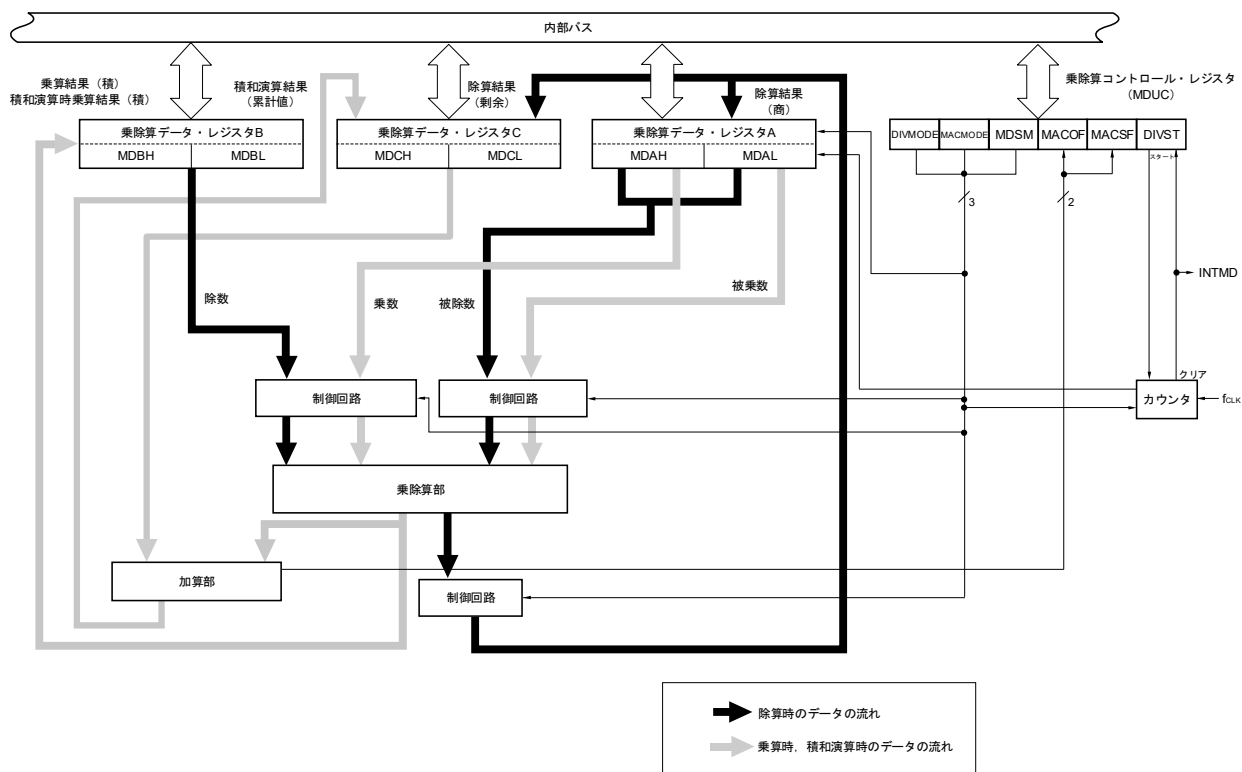 内部バス
乗算結果（積）
積和演算時乗算結果（積）
積和演算結果
（累計値）
除算結果
（剰余）
除算結果
（商）
乗除算コントロール・レジスタ
（MDUC）
乗除算データ・レジスタB
MDBH
MDBL
乗除算データ・レジスタC
MDCH
MDCL
乗除算データ・レジスタA
MDAH
MDAL
DIVMODE
MACMODE
MDSM
MACOF
MACSF
DIVST
スタート
3
2
INTMD
除数
乗数
被除数
被乗数
クリア
制御回路
制御回路
カウンタ
fCLK
乗除算部
加算部
制御回路
除算時のデータの流れ
乗算時，積和演算時のデータの流れ